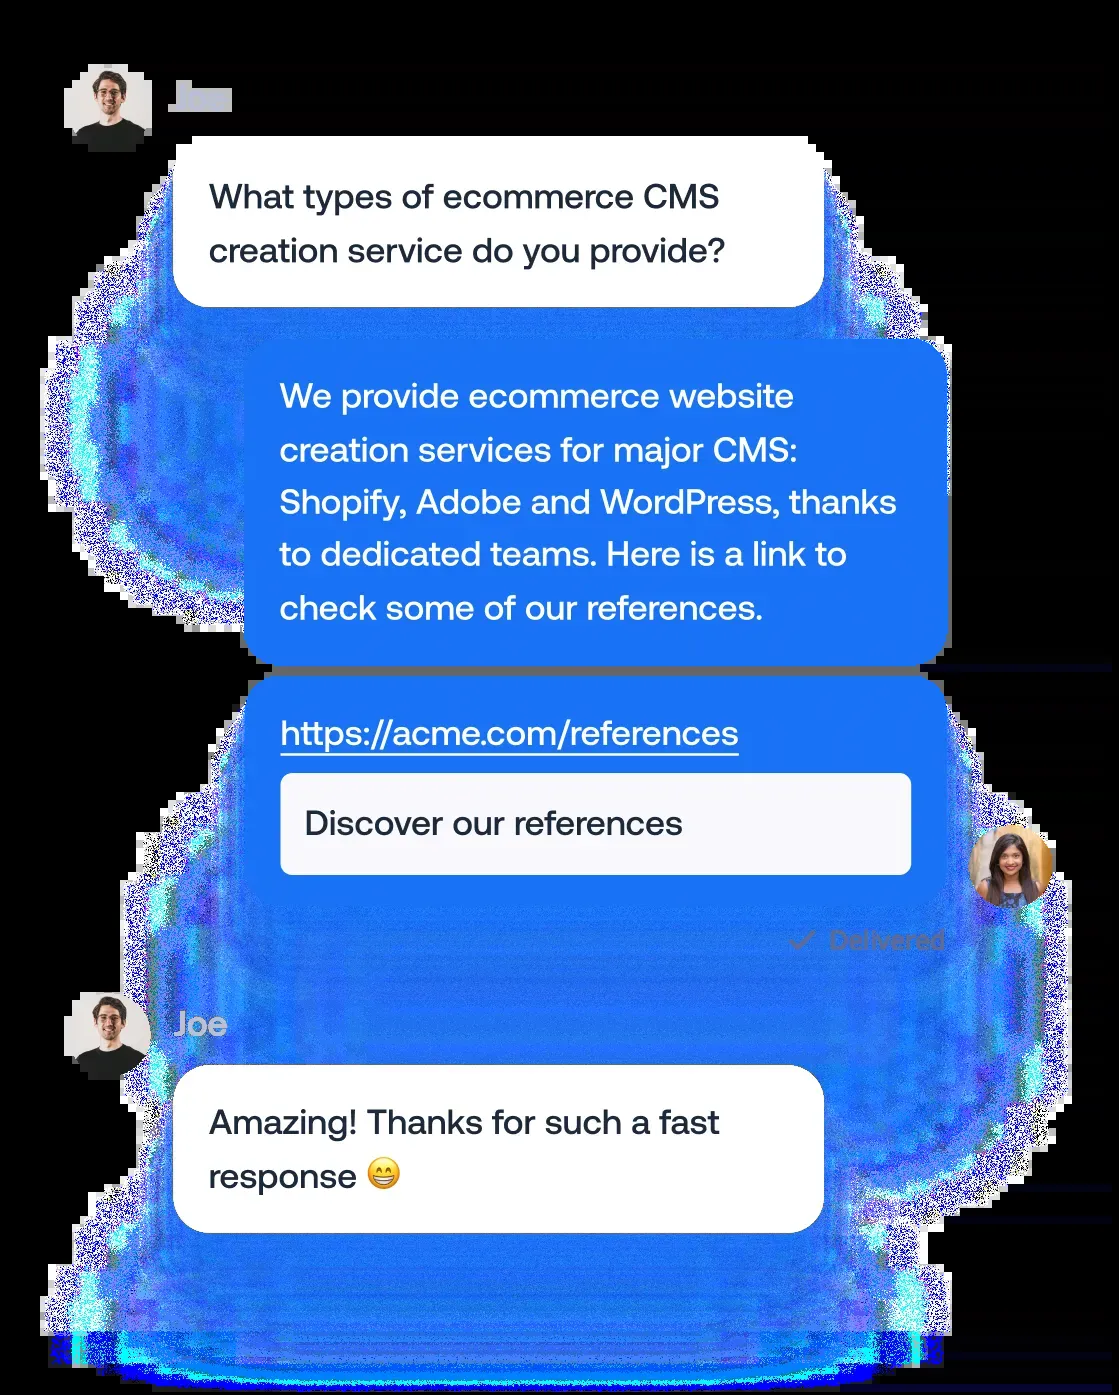 Joe
What types of ecommerce CMS
creation service do you provide?
We provide ecommerce website
creation services for major CMS:
Shopify, Adobe and WordPress, thanks
to dedicated teams. Here is a link to
check some of our references.
https://acme.com/references
Discover our references
Delivered
Joe
Amazing! Thanks for such a fast
response 😁